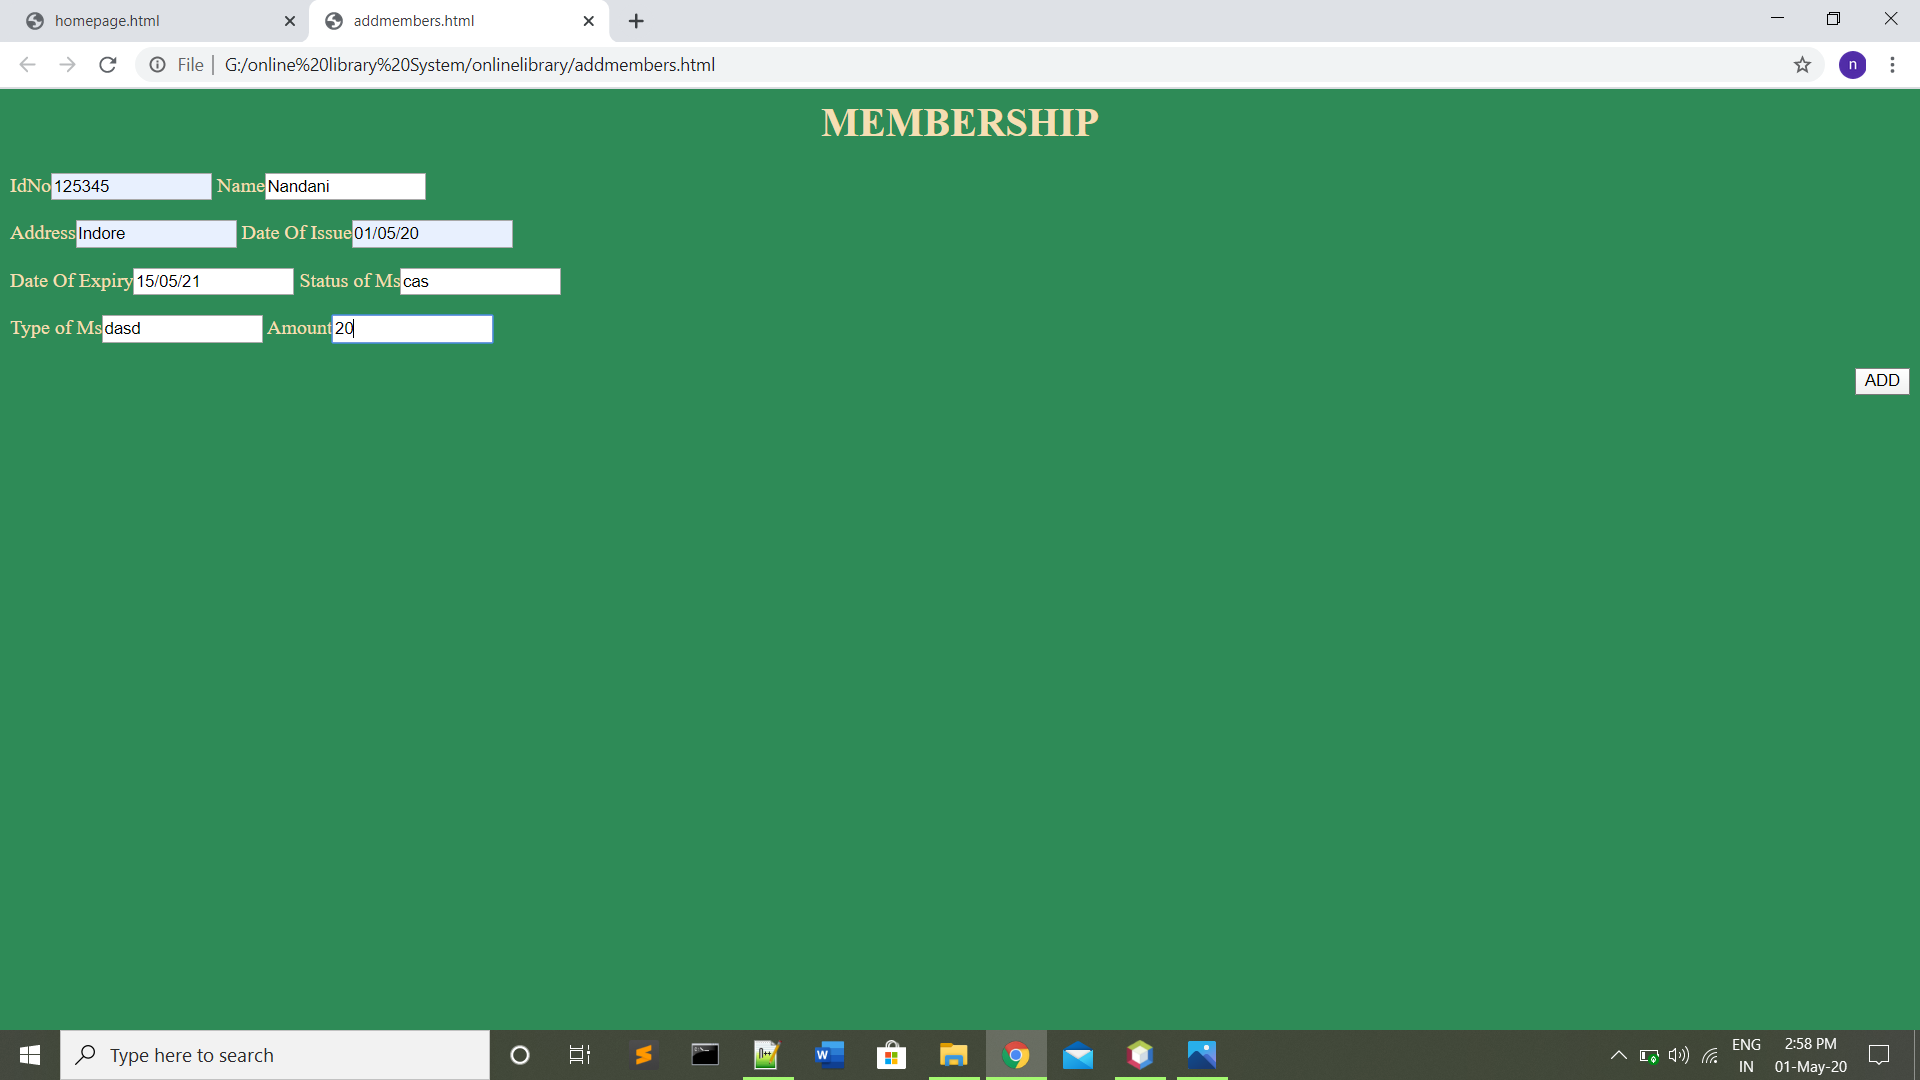 homepage.html
addmembers.html
File | G:/online%20library%20System/onlinelibrary/addmembers.html
n
MEMBERSHIP
IdNo 125345 Name Nandani
Address Indore Date Of Issue 01/05/20
Date Of Expiry 15/05/21 Status of Ms cas
Type of Ms dasd Amount 20
ADD
Type here to search
ENG
IN
2:58 PM
01-May-20